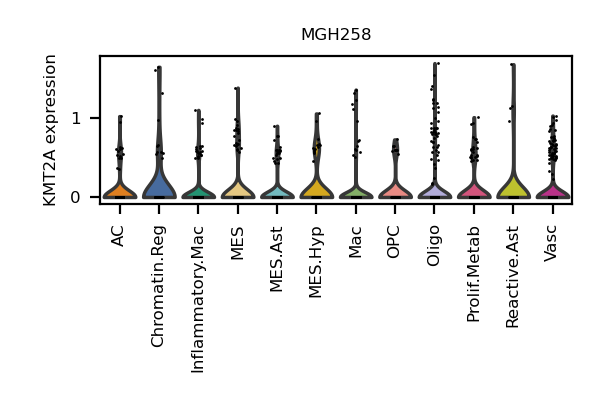 MGH258
KMT2A expression
1
0
AC
Chromatin.Reg
Inflammatory.Mac
MES
MES.Ast
MES.Hyp
Mac
OPC
Oligo
Prolif.Metab
Reactive.Ast
Vasc